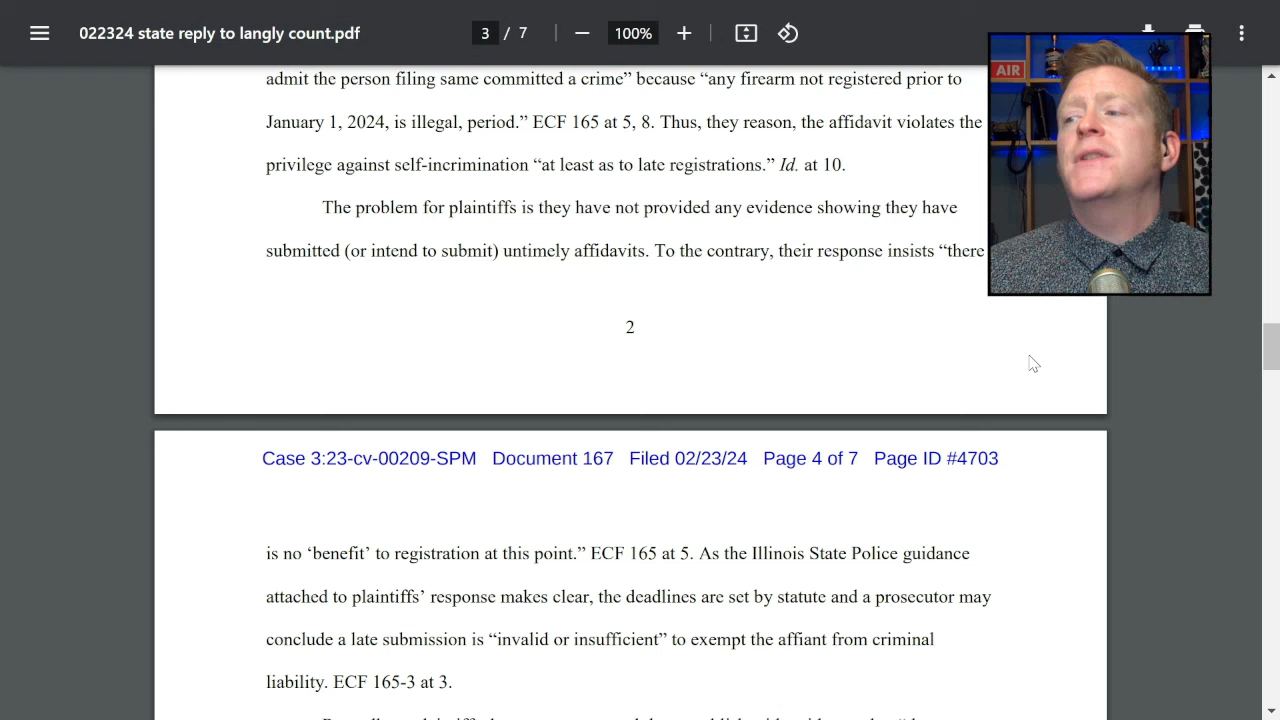 022324 state reply to langly count.pdf
3 / 7
100%
AIR
admit the person filing same committed a crime” because “any firearm not registered prior to
January 1, 2024, is illegal, period.” ECF 165 at 5, 8. Thus, they reason, the affidavit violates the
privilege against self-incrimination “at least as to late registrations.” Id. at 10.
The problem for plaintiffs is they have not provided any evidence showing they have
submitted (or intend to submit) untimely affidavits. To the contrary, their response insists “there
2
Case 3:23-cv-00209-SPM Document 167 Filed 02/23/24 Page 4 of 7 Page ID #4703
is no ‘benefit’ to registration at this point.” ECF 165 at 5. As the Illinois State Police guidance
attached to plaintiffs’ response makes clear, the deadlines are set by statute and a prosecutor may
conclude a late submission is “invalid or insufficient” to exempt the affiant from criminal
liability. ECF 165-3 at 3.